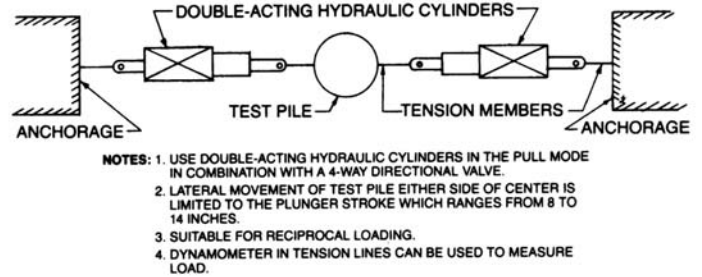 DOUBLE-ACTING HYDRAULIC CYLINDERS
TEST PILE
TENSION MEMBERS
ANCHORAGE
ANCHORAGE
NOTES: 1. USE DOUBLE-ACTING HYDRAULIC CYLINDERS IN THE PULL MODE
IN COMBINATION WITH A 4-WAY DIRECTIONAL VALVE.
2. LATERAL MOVEMENT OF TEST PILE EITHER SIDE OF CENTER IS
LIMITED TO THE PLUNGER STROKE WHICH RANGES FROM 8 TO
14 INCHES.
3. SUITABLE FOR RECIPROCAL LOADING.
4. DYNAMOMETER IN TENSION LINES CAN BE USED TO MEASURE
LOAD.